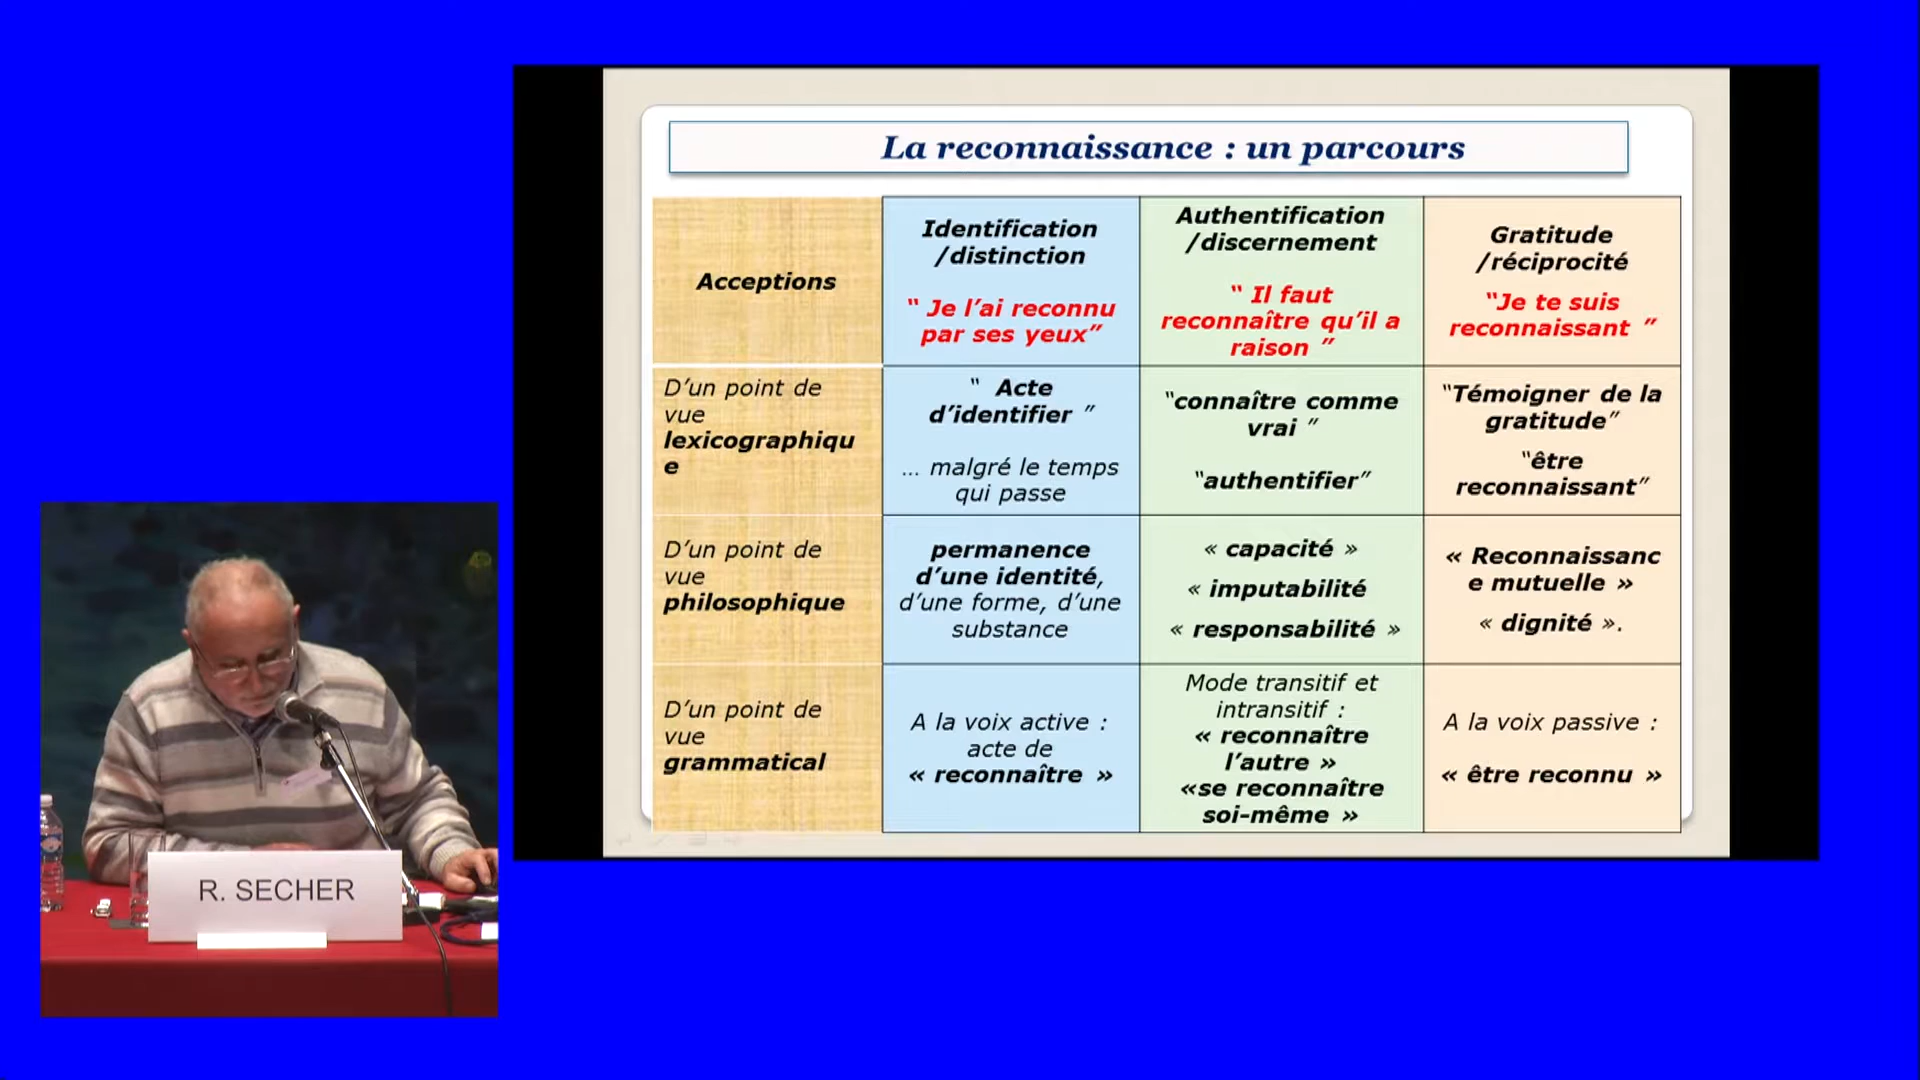 La reconnaissance : un parcours
Acceptions
Identification
/distinction
“ Je l’ai reconnu
par ses yeux”
Authentification
/discernement
“ Il faut
reconnaître qu’il a
raison ”
Gratitude
/réciprocité
“Je te suis
reconnaissant ”
D’un point de
vue
lexicographiqu
e
“ Acte
d’identifier ”
... malgré le temps
qui passe
“connaître comme
vrai ”
“authentifier”
“Témoigner de la
gratitude”
“être
reconnaissant”
D’un point de
vue
philosophique
permanence
d’une identité,
d’une forme, d’une
substance
« capacité »
« imputabilité
« responsabilité »
« Reconnaissanc
e mutuelle »
« dignité ».
D’un point de
vue
grammatical
A la voix active :
acte de
« reconnaître »
Mode transitif et
intransitif :
« reconnaître
l’autre »
«se reconnaître
soi-même »
A la voix passive :
« être reconnu »
R. SECHER